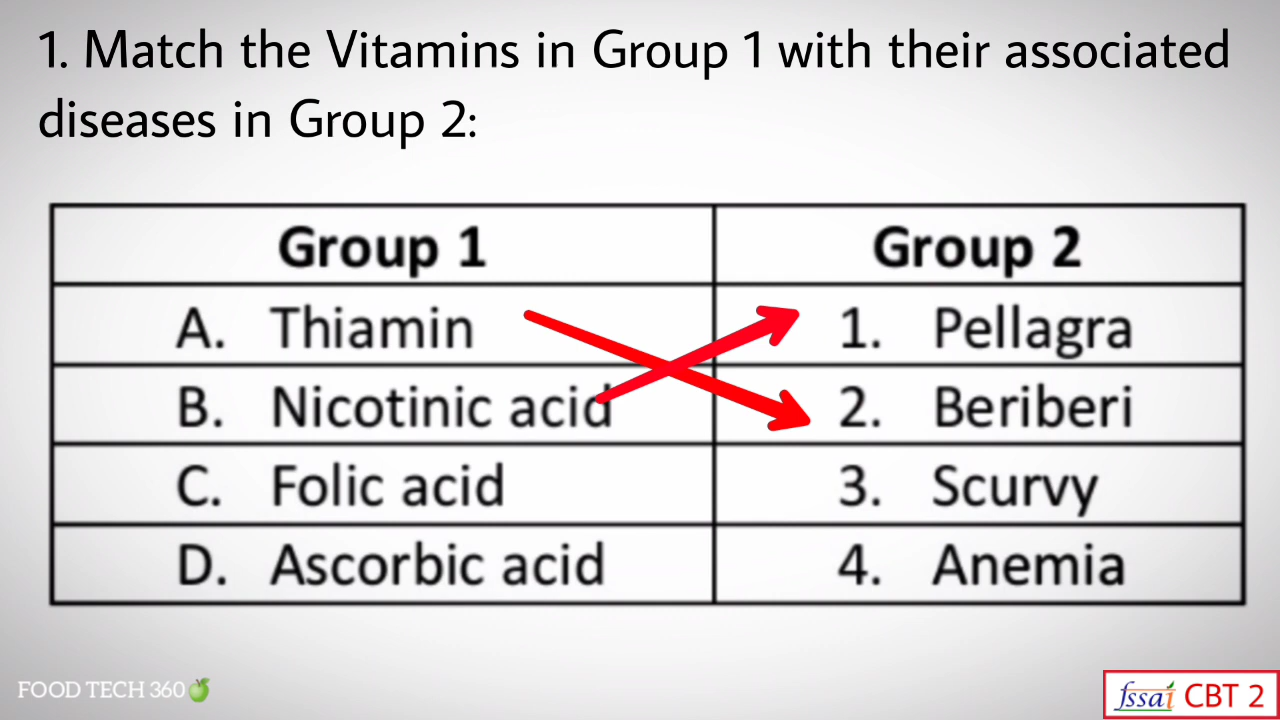 1. Match the Vitamins in Group 1 with their associated
diseases in Group 2:
Group 1 Group 2
A. Thiamin 1. Pellagra
B. Nicotinic acid 2. Beriberi
C. Folic acid 3. Scurvy
D. Ascorbic acid 4. Anemia
FOOD TECH 360
fssai CBT 2